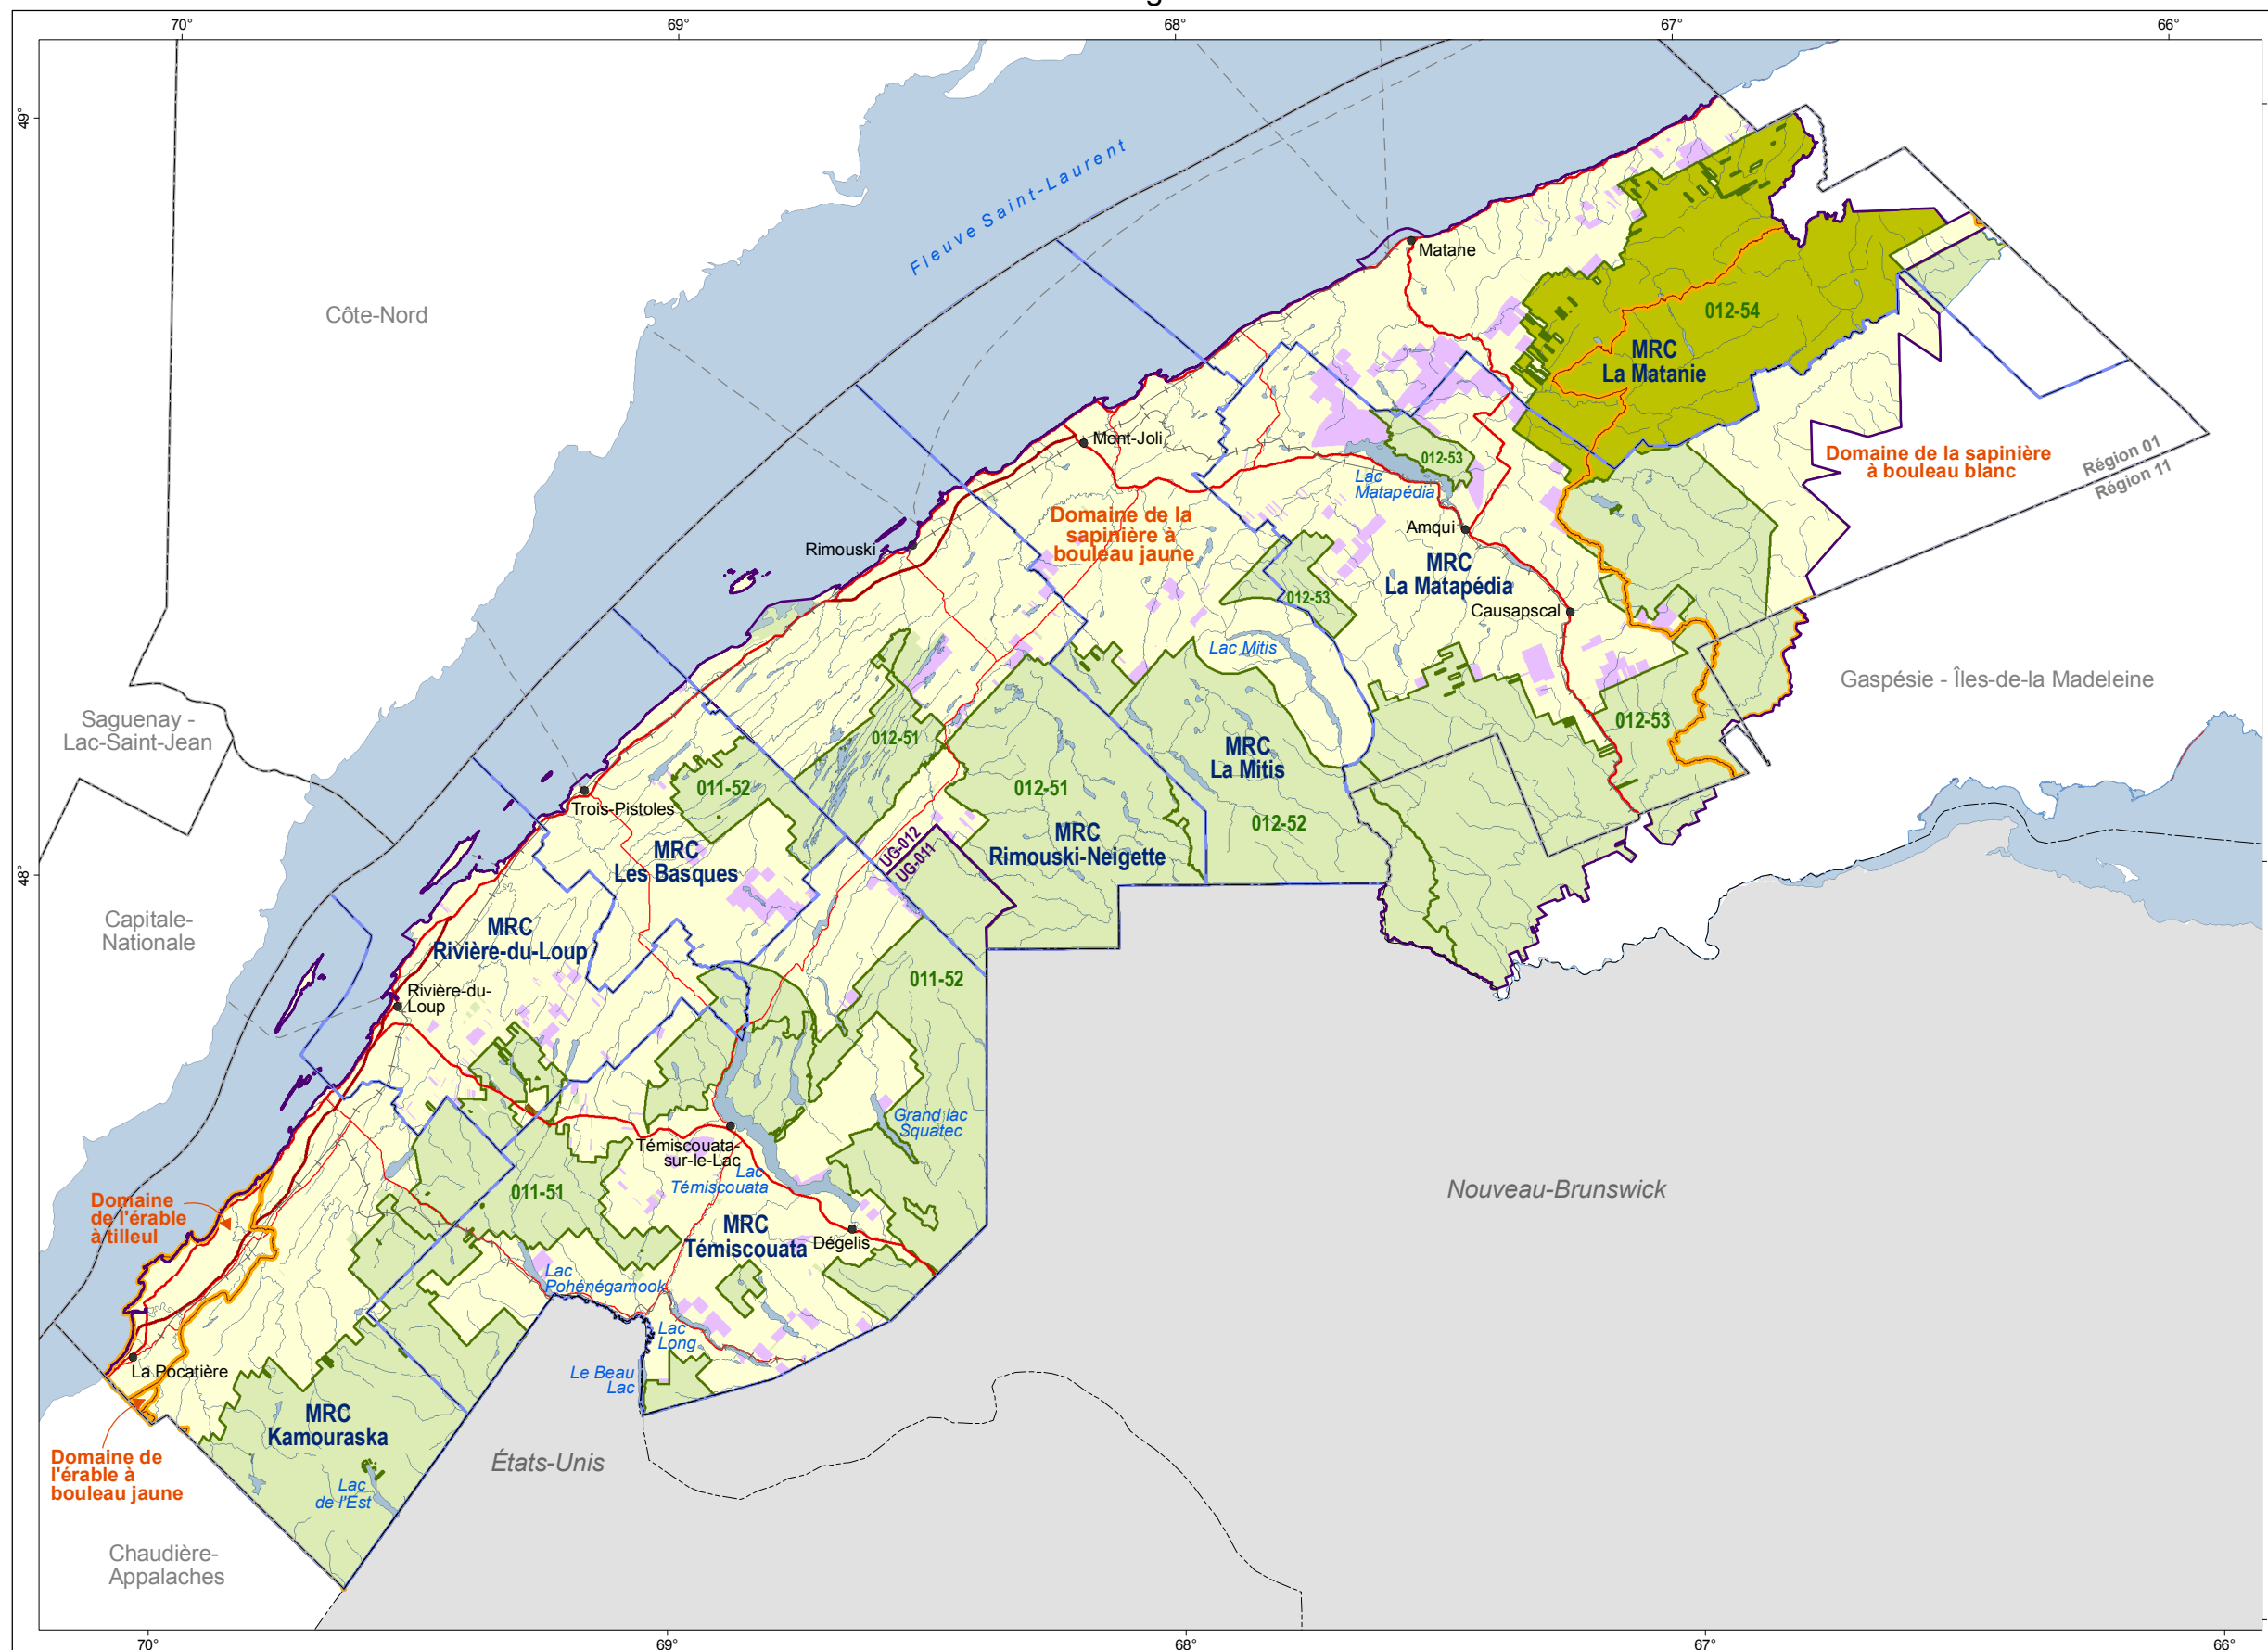 70°
69°
68°
67°
66°
49°
48°
Fleuve Saint-Laurent
Côte-Nord
Matane
012-54
MRC
La Matanie
Domaine de la sapinière
à bouleau blanc
Région 01
Région 11
Mont-Joli
012-53
Lac
Matapédia
Domaine de la
sapinière à
bouleau jaune
Amqui
Rimouski
MRC
La Matapédia
012-53
Causapscal
Lac Mitis
Gaspésie - Îles-de-la Madeleine
Saguenay -
Lac-Saint-Jean
012-53
012-51
MRC
La Mitis
011-52
012-51
012-52
Trois-Pistoles
MRC
Rimouski-Neigette
UG-012
UG-011
MRC
Les Basques
Capitale-
Nationale
MRC
Rivière-du-Loup
011-52
Rivière-du-
Loup
Grand lac
Squatec
Témiscouata-
sur-le-Lac
Lac
Témiscouata
011-51
Nouveau-Brunswick
Domaine
de l'érable
à tilleul
MRC
Témiscouata
Dégelis
Lac
Pohénégamook
Lac
Long
Le Beau
Lac
La Pocatière
MRC
Kamouraska
Domaine de
l'érable à
bouleau jaune
Lac
de l'Est
États-Unis
Chaudière-
Appalaches
70°
69°
68°
67°
66°